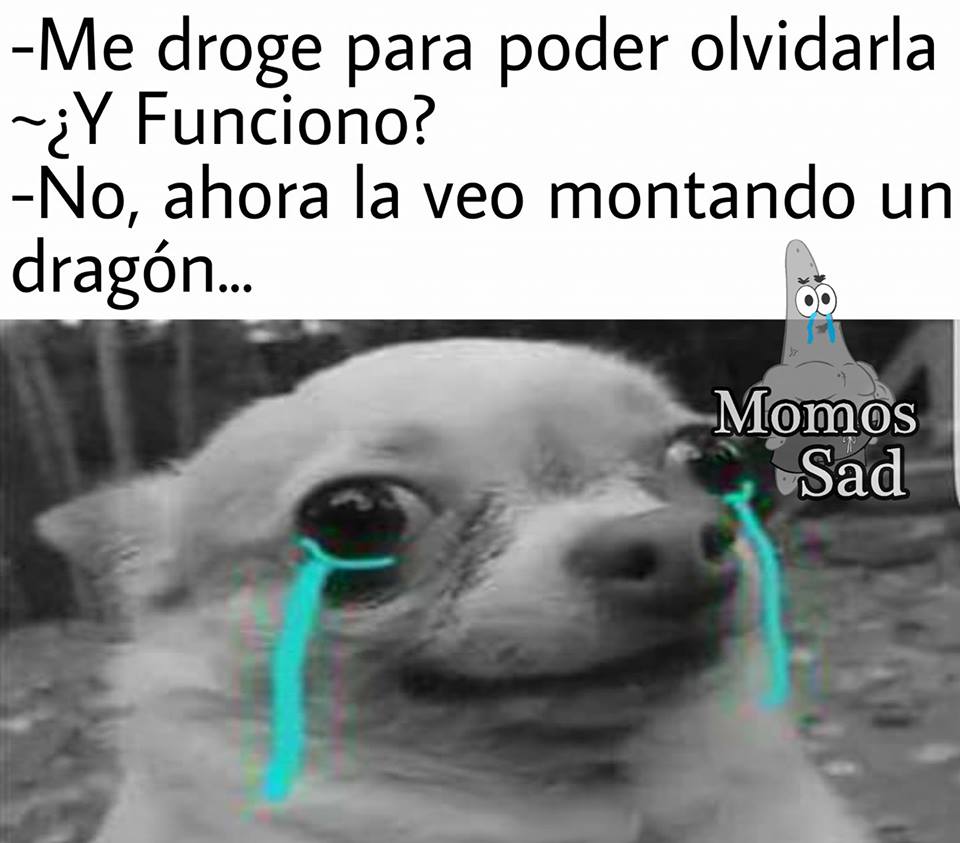 -Me droge para poder olvidarla
~¿Y Funciono?
-No, ahora la veo montando un
dragón...
Momos
Sad